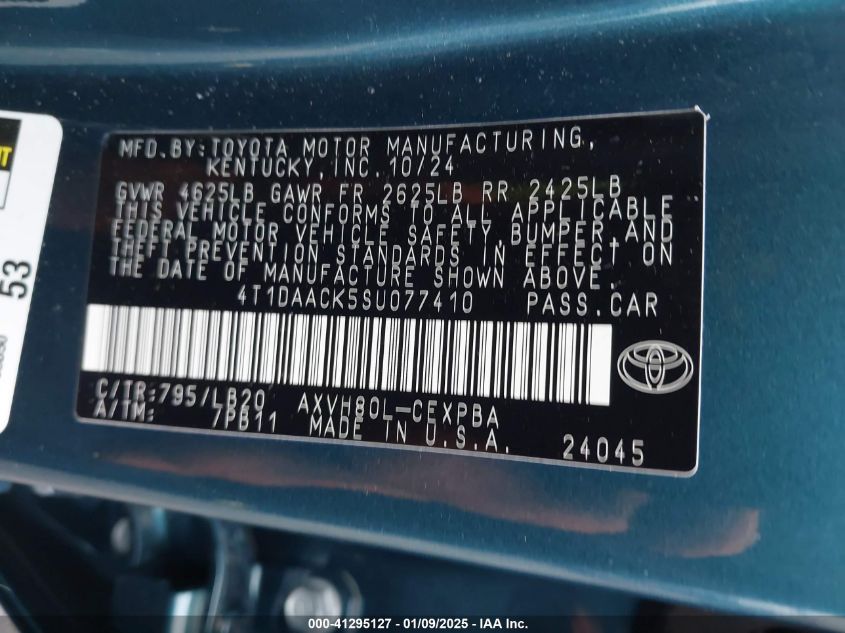 MFD.BY:TOYOTA MOTOR MANUFACTURING,
KENTUCKY,INC.10/24
GVWR 4625LB GAWR FR 2625LB RR 2425LB
THIS VEHICLE CONFORMS TO ALL APPLICABLE
FEDERAL MOTOR VEHICLE SAFETY,BUMPER,AND
THEFT PREVENTION STANDARDS IN EFFECT ON
THE DATE OF MANUFACTURE SHOWN ABOVE.
4T1DAACK5SU077410 PASS.CAR
C/TR:795/LB20 AXVH80L-CEXPBA
A/TM: 7PB11 MADE IN U.S.A. 24045
53
000-41295127 - 01/09/2025 - IAAI.com